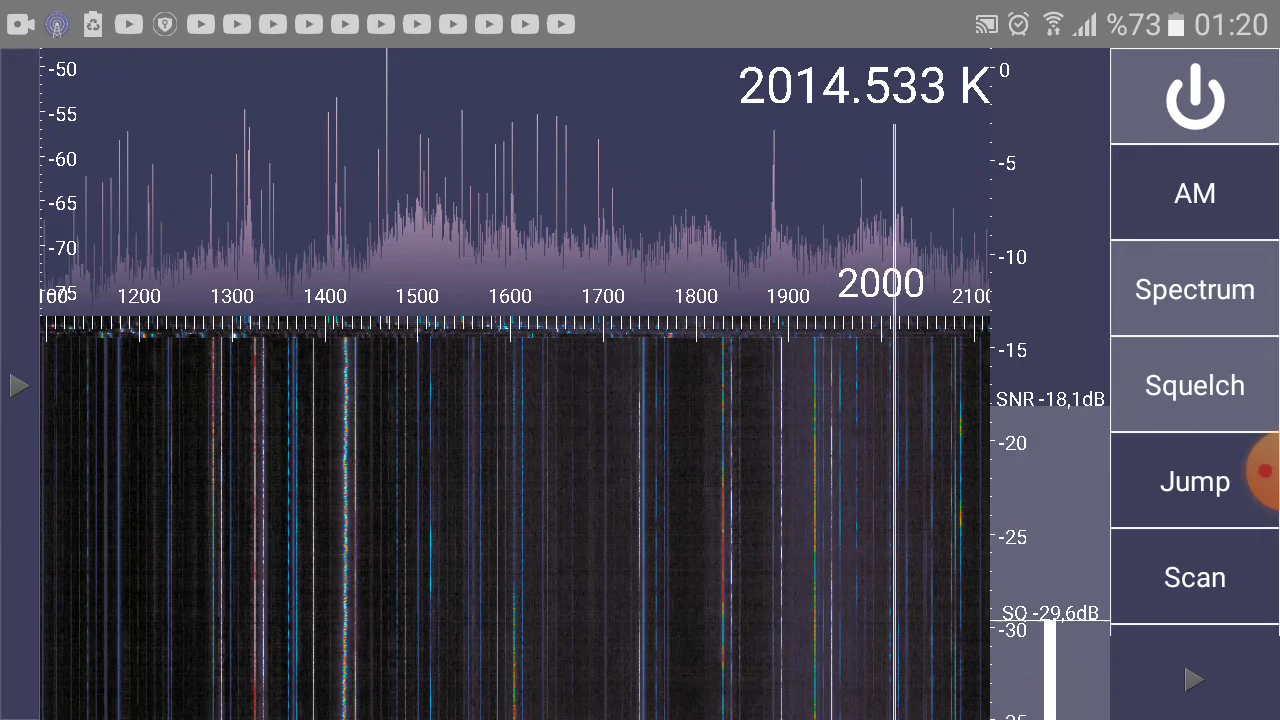 %73 01:20
-50
-55
-60
-65
-70
-75
2014.533 K
0
-5
-10
-15
-20
-25
-30
2000
1200 1300 1400 1500 1600 1700 1800 1900
SNR -18,1dB
SQ -29,6dB
AM
Spectrum
Squelch
Jump
Scan